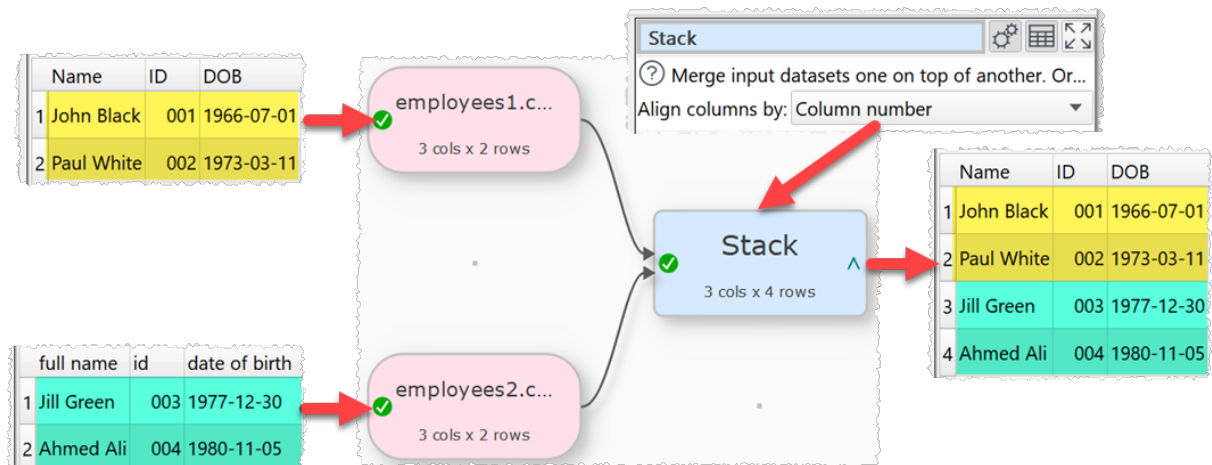 Stack
Merge input datasets one on top of another. Or...
Align columns by: Column number
Name ID DOB
1 John Black 001 1966-07-01
2 Paul White 002 1973-03-11
employees1.c...
3 cols x 2 rows
Stack
3 cols x 4 rows
Name ID DOB
1 John Black 001 1966-07-01
2 Paul White 002 1973-03-11
3 Jill Green 003 1977-12-30
4 Ahmed Ali 004 1980-11-05
full name id date of birth
1 Jill Green 003 1977-12-30
2 Ahmed Ali 004 1980-11-05
employees2.c...
3 cols x 2 rows